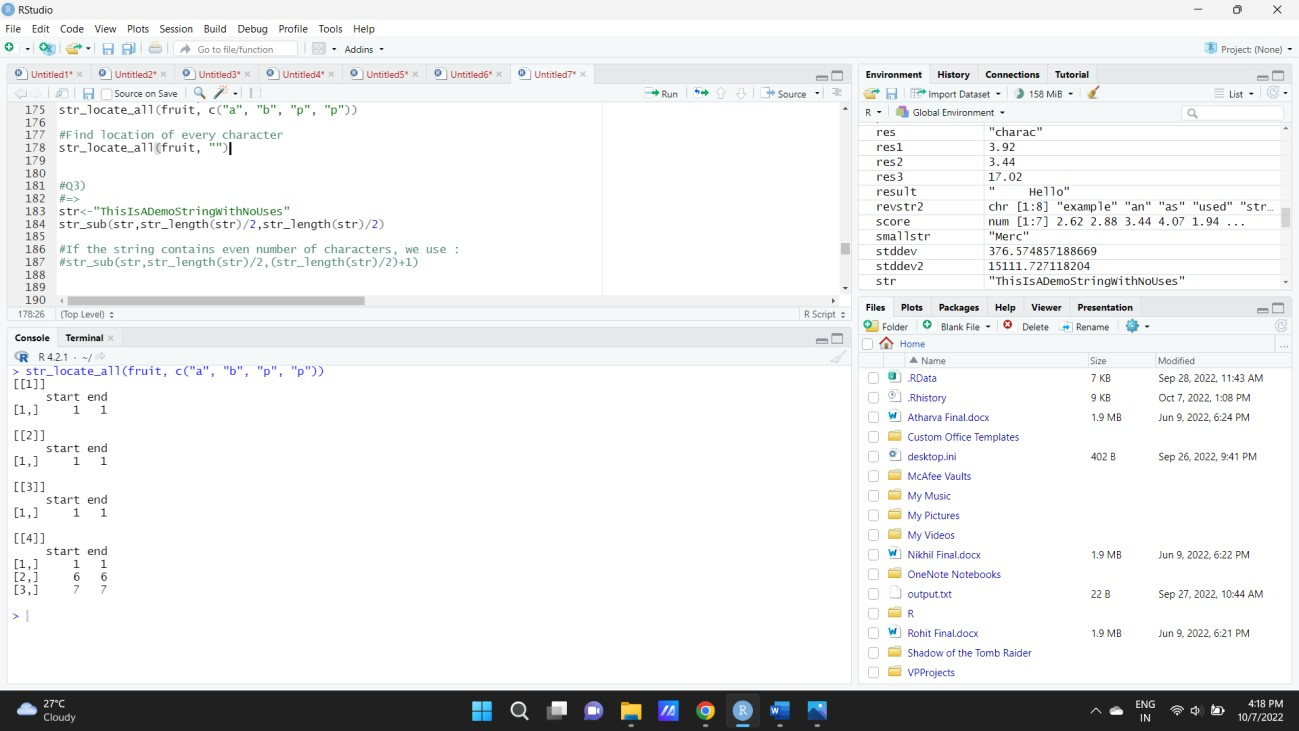 RStudio
File Edit Code View Plots Session Build Debug Profile Tools Help
Go to file/function Addins Project: (None)
Untitled1* Untitled2* Untitled3* Untitled4* Untitled5* Untitled6* Untitled7*
Source on Save Run Source
175 str_locate_all(fruit, c("a", "b", "p", "p"))
176
177 #Find location of every character
178 str_locate_all(fruit, "")
179
180
181 #Q3)
182 #=>
183 str<-"ThisIsADemoStringWithNoUses"
184 str_sub(str,str_length(str)/2,str_length(str)/2)
185
186 #If the string contains even number of characters, we use :
187 #str_sub(str,str_length(str)/2,(str_length(str)/2)+1)
188
189
190
178:26 (Top Level) R Script
Console Terminal
R 4.2.1 · ~/
> str_locate_all(fruit, c("a", "b", "p", "p"))
[[1]]
start end
[1,] 1 1
[[2]]
start end
[1,] 1 1
[[3]]
start end
[1,] 1 1
[[4]]
start end
[1,] 1 1
[2,] 6 6
[3,] 7 7
>
Environment History Connections Tutorial
Import Dataset 158 MiB List
R Global Environment
res "charac"
res1 3.92
res2 3.44
res3 17.02
result "     Hello"
revstr2 chr [1:8] "example" "an" "as" "used" "str…
score num [1:7] 2.62 2.88 3.44 4.07 1.94 ...
smallstr "Merc"
stddev 376.574857188669
stddev2 15111.727118204
str "ThisIsADemoStringWithNoUses"
Files Plots Packages Help Viewer Presentation
Folder Blank File Delete Rename
Home ...
Name Size Modified
.RData 7 KB Sep 28, 2022, 11:43 AM
.Rhistory 9 KB Oct 7, 2022, 1:08 PM
Atharva Final.docx 1.9 MB Jun 9, 2022, 6:24 PM
Custom Office Templates
desktop.ini 402 B Sep 26, 2022, 9:41 PM
McAfee Vaults
My Music
My Pictures
My Videos
Nikhil Final.docx 1.9 MB Jun 9, 2022, 6:22 PM
OneNote Notebooks
output.txt 22 B Sep 27, 2022, 10:44 AM
R
Rohit Final.docx 1.9 MB Jun 9, 2022, 6:21 PM
Shadow of the Tomb Raider
VPProjects
27°C
Cloudy
ENG
IN
4:18 PM
10/7/2022